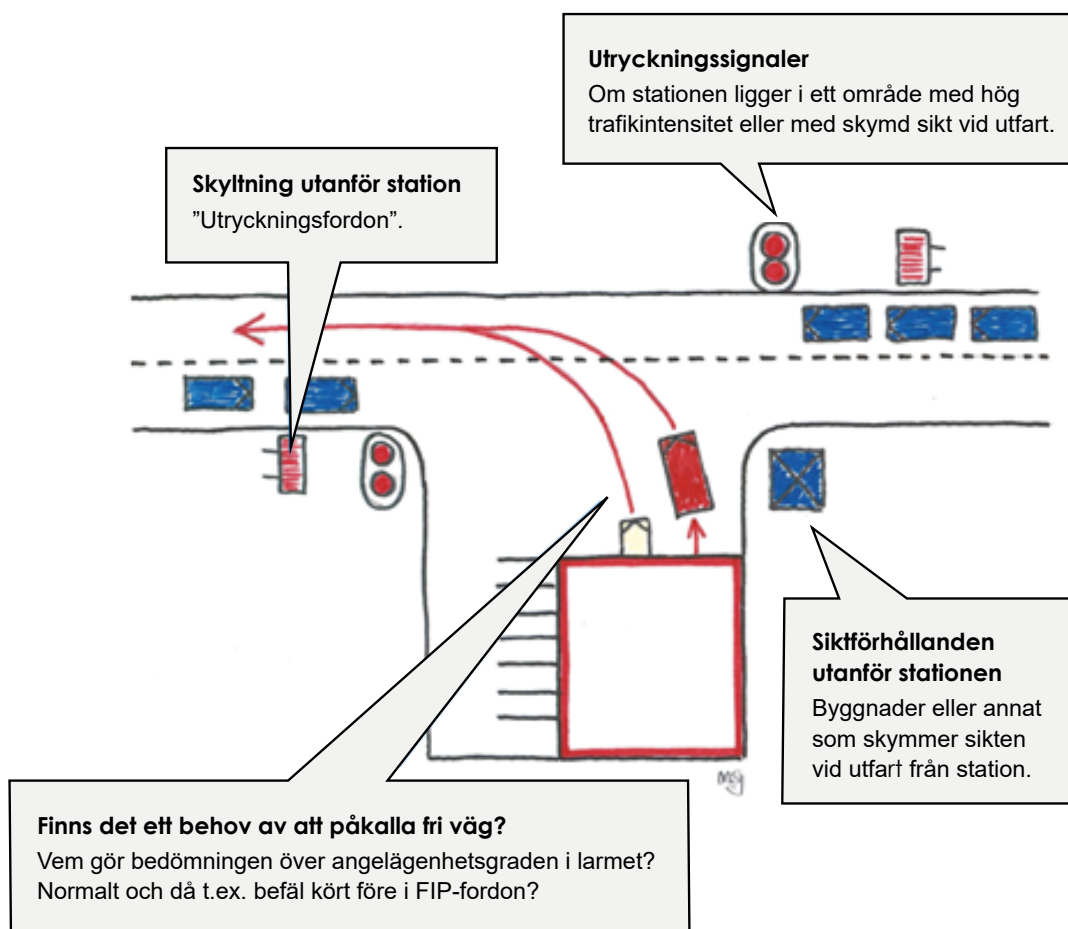 Utryckningssignaler
Om stationen ligger i ett område med hög
trafikintensitet eller med skymd sikt vid utfart.
Skyltning utanför station
”Utryckningsfordon”.
Siktförhållanden
utanför stationen
Byggnader eller annat
som skymmer sikten
vid utfart från station.
Finns det ett behov av att påkalla fri väg?
Vem gör bedömningen över angelägenhetsgraden i larmet?
Normalt och då t.ex. befäl kört före i FIP-fordon?